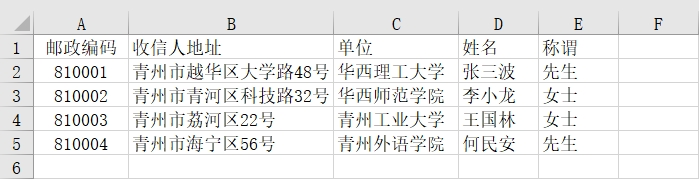 A B C D E F
1 邮政编码 收信人地址 单位 姓名 称谓
2 810001 青州市越华区大学路48号 华西理工大学 张三波 先生
3 810002 青州市青河区科技路32号 华西师范学院 李小龙 女士
4 810003 青州市荔河区22号 青州工业大学 王国林 女士
5 810004 青州市海宁区56号 青州外语学院 何民安 先生
6